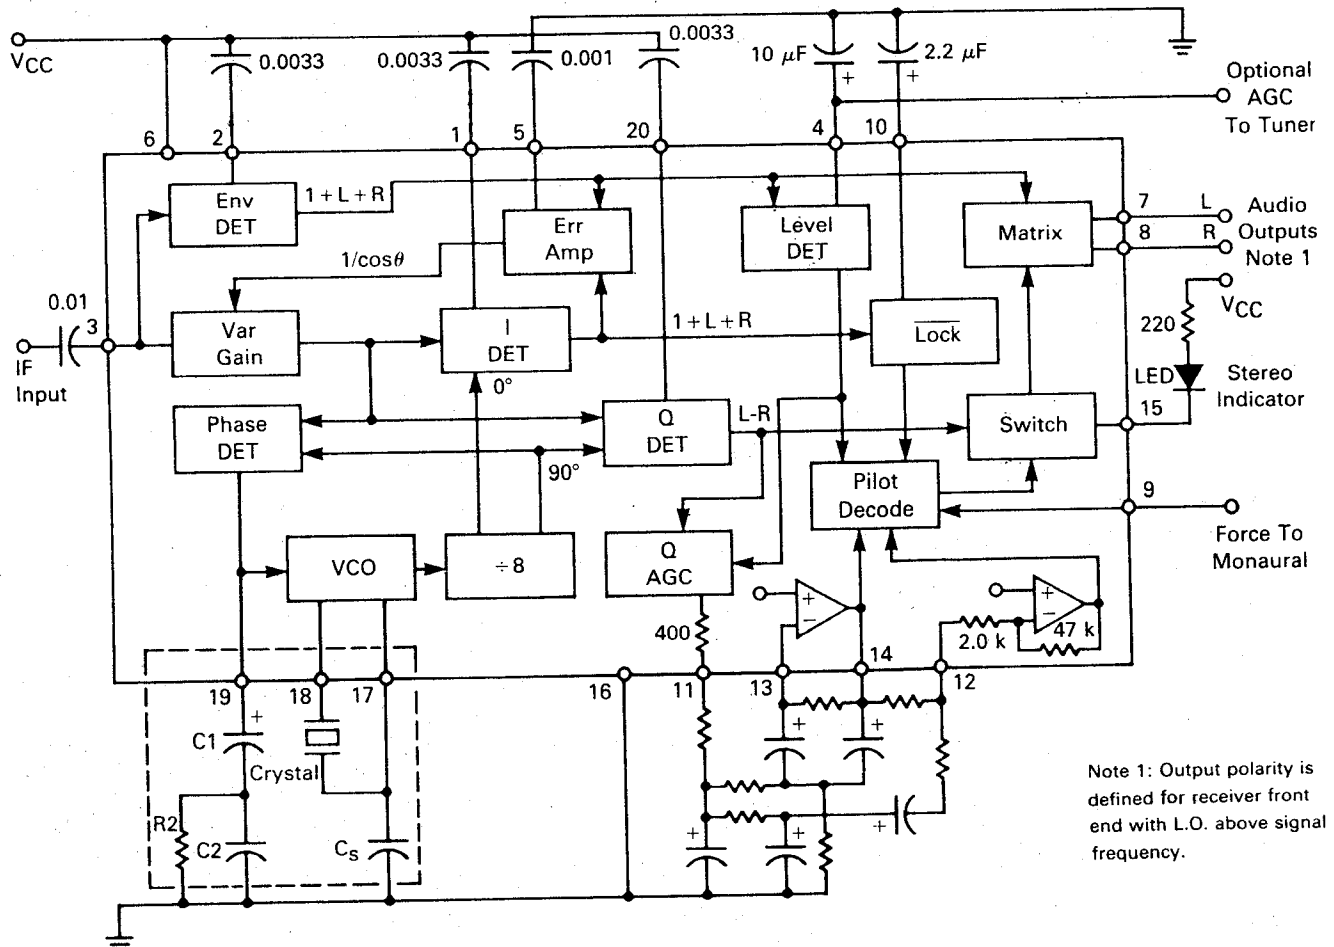 VCC
0.0033
0.0033
0.001
0.0033
10 μF
+
2.2 μF
+
Optional
AGC
To Tuner
6
2
1
5
20
4
10
Env
DET
1+L+R
Err
Amp
Level
DET
Matrix
7
L
8
R
Audio
Outputs
Note 1
1/cosθ
VCC
220
LED
Stereo
Indicator
15
0.01
3
IF
Input
Var
Gain
I
DET
0°
1+L+R
Lock
Phase
DET
Q
DET
L-R
Switch
90°
Pilot
Decode
9
Force To
Monaural
VCO
÷8
Q
AGC
400
+
−
+
−
2.0 k
47 k
19
18
17
16
11
13
14
12
+
C1
Crystal
R2
C2
CS
+
+
+
+
+
Note 1: Output polarity is
defined for receiver front
end with L.O. above signal
frequency.